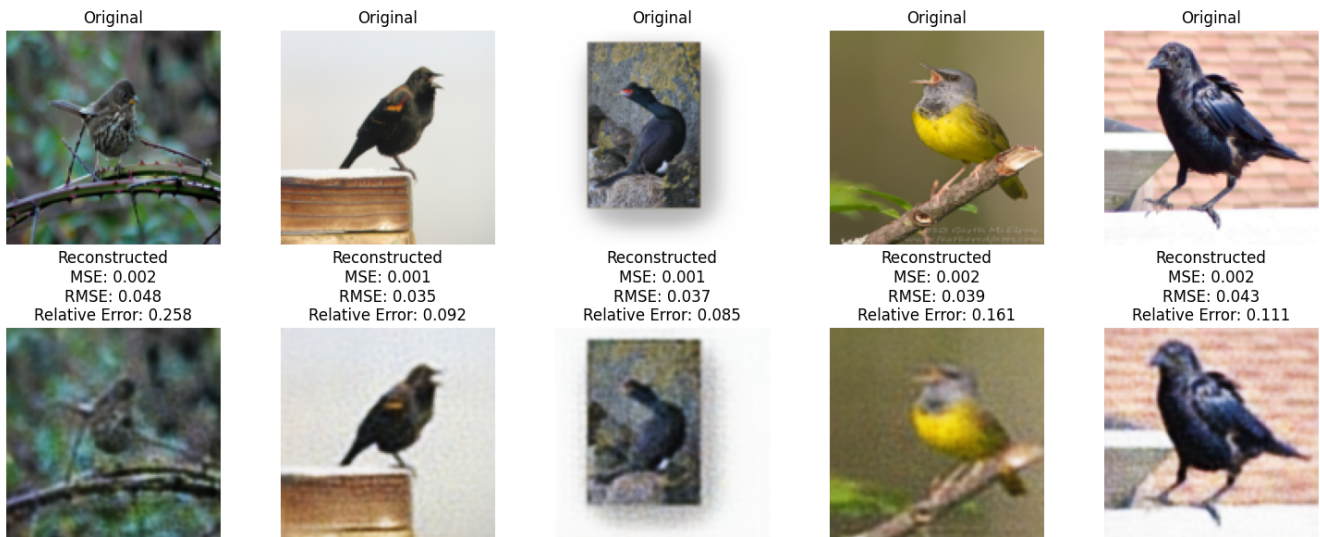 Original
Original
Original
Original
Original
Reconstructed
MSE: 0.002
RMSE: 0.048
Relative Error: 0.258
Reconstructed
MSE: 0.001
RMSE: 0.035
Relative Error: 0.092
Reconstructed
MSE: 0.001
RMSE: 0.037
Relative Error: 0.085
Reconstructed
MSE: 0.002
RMSE: 0.039
Relative Error: 0.161
Reconstructed
MSE: 0.002
RMSE: 0.043
Relative Error: 0.111